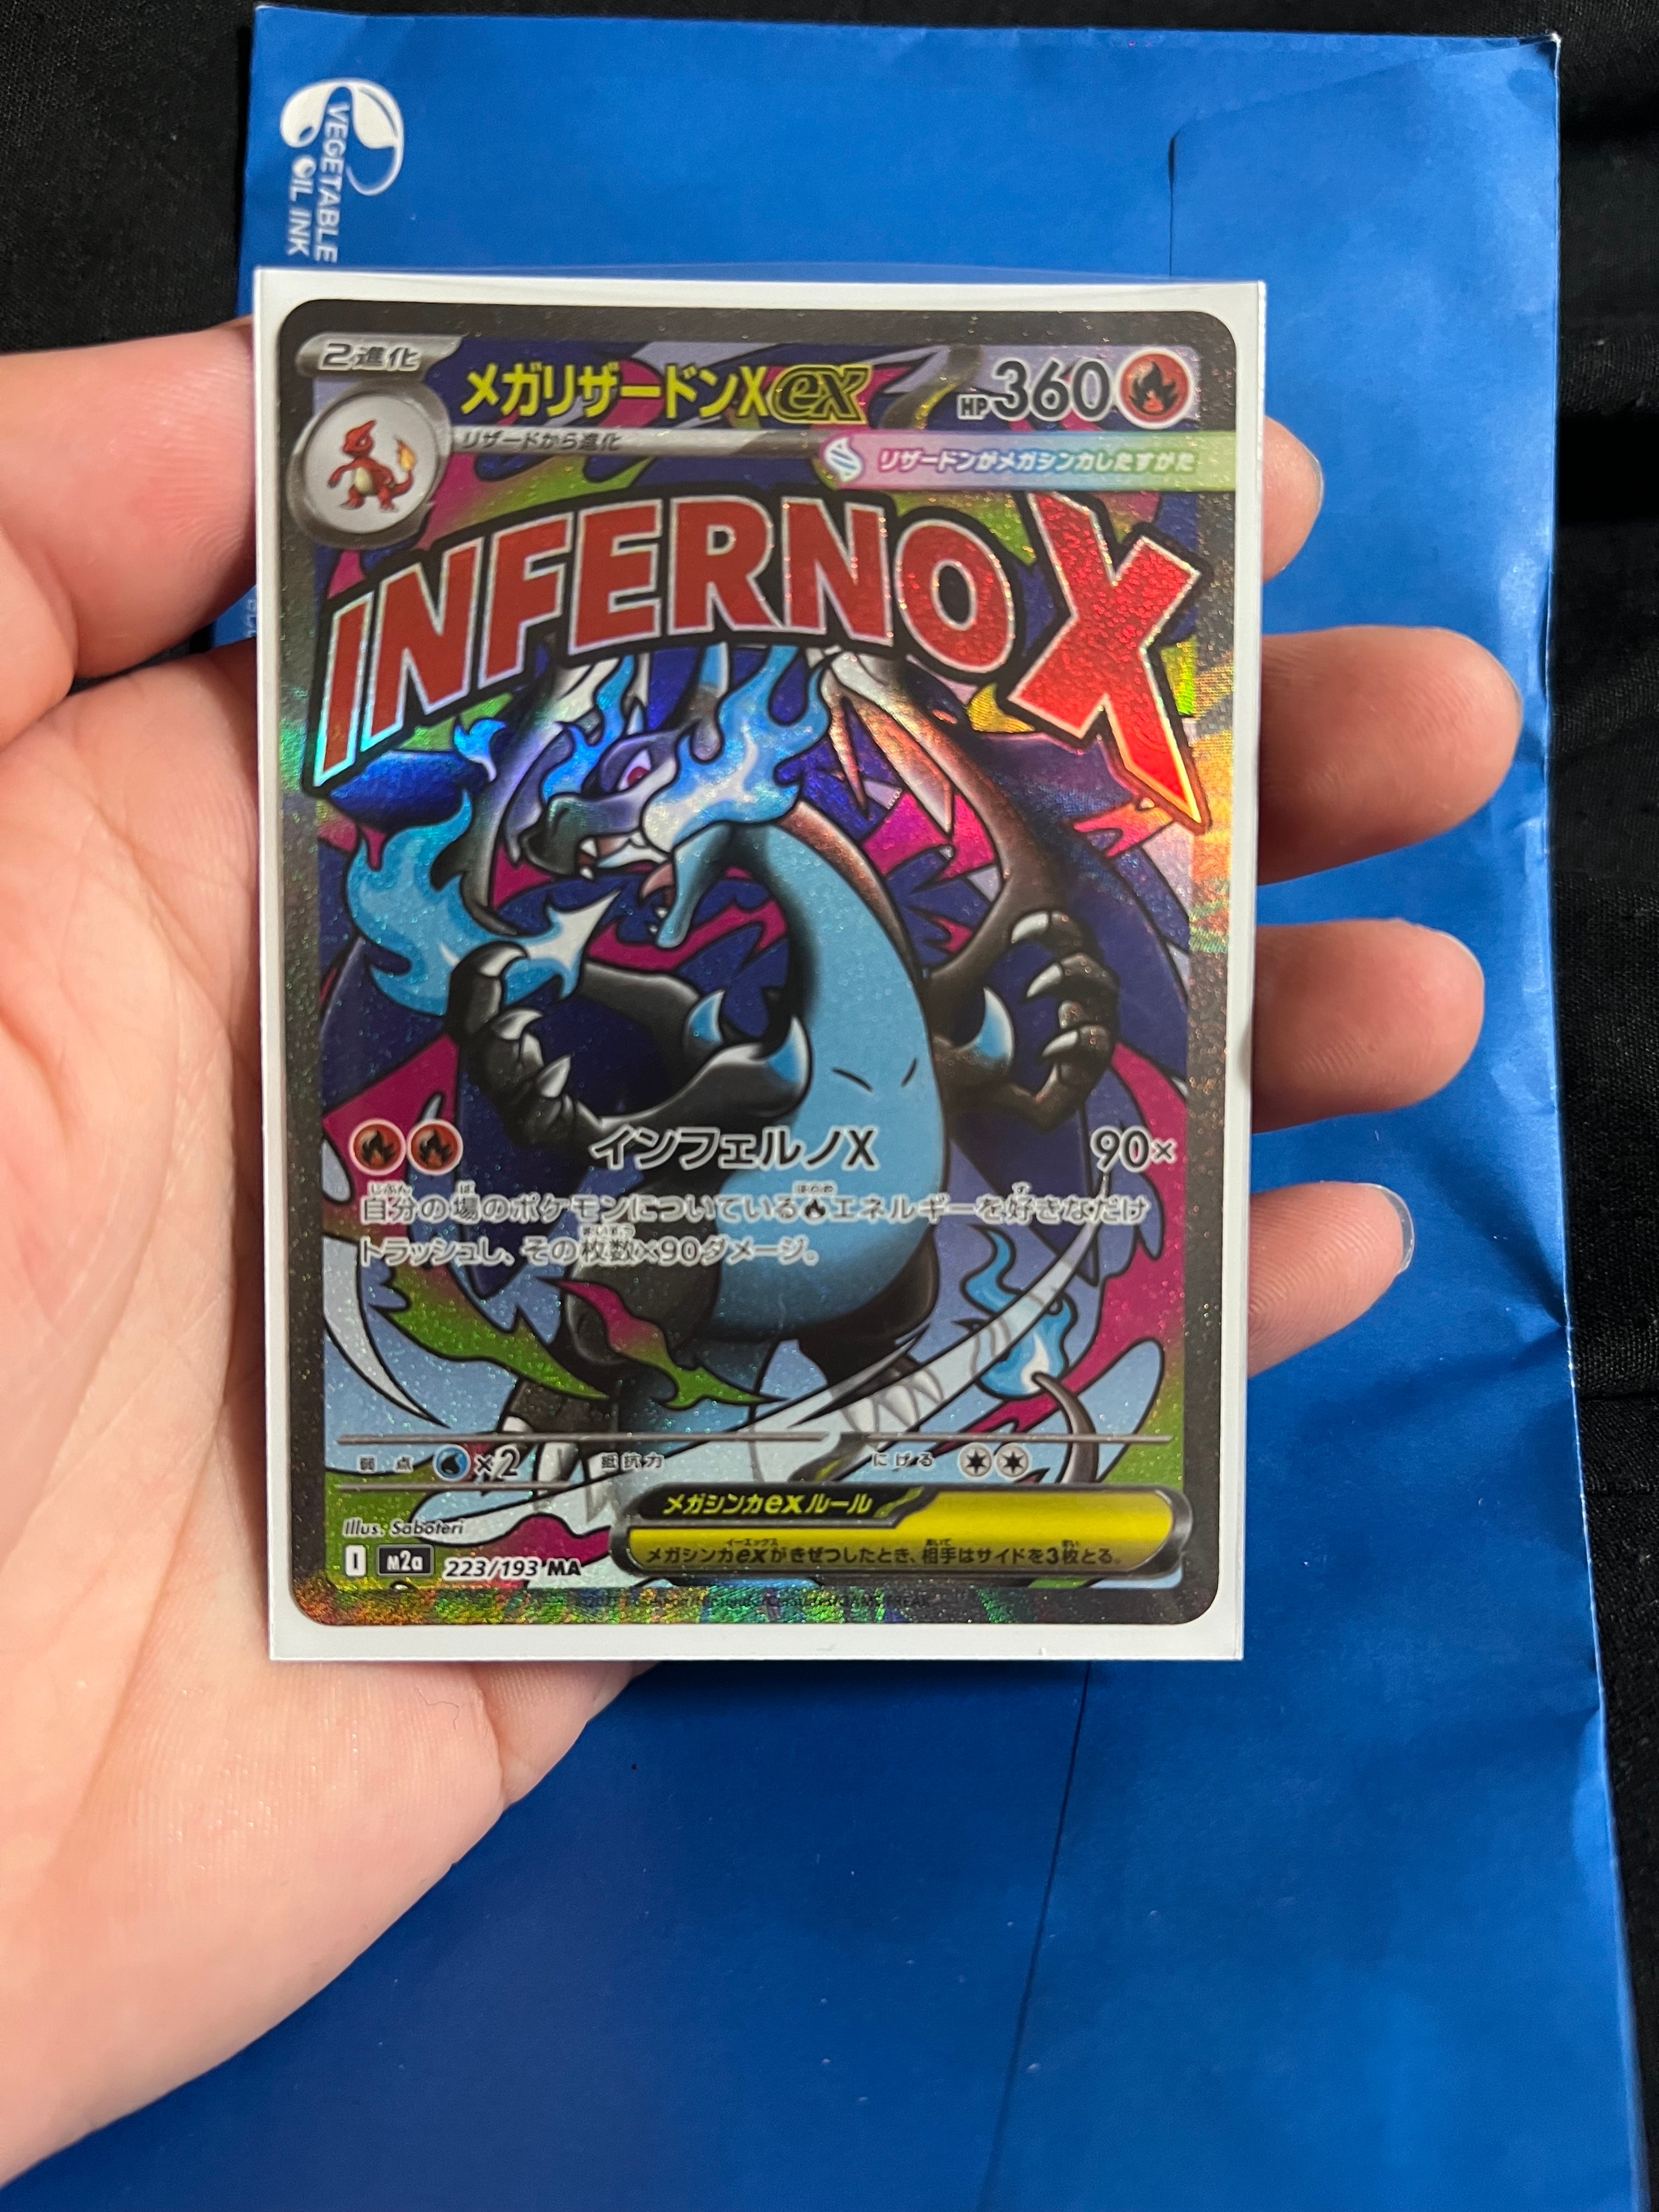 VEGETABLE
OIL INK
2進化
メガリザードンXex
HP360
リザードから進化
リザードンがメガシンカしたすがた
INFERNO X
インフェルノX
90×
自分の場のポケモンについているエネルギーを好きなだけ
トラッシュし、その枚数×90ダメージ。
弱点
×2
抵抗力
にげる
メガシンカexルール
メガシンカexがきぜつしたとき、相手はサイドを3枚とる。
Illus. Saboteri
I
M2a
223/193 MA